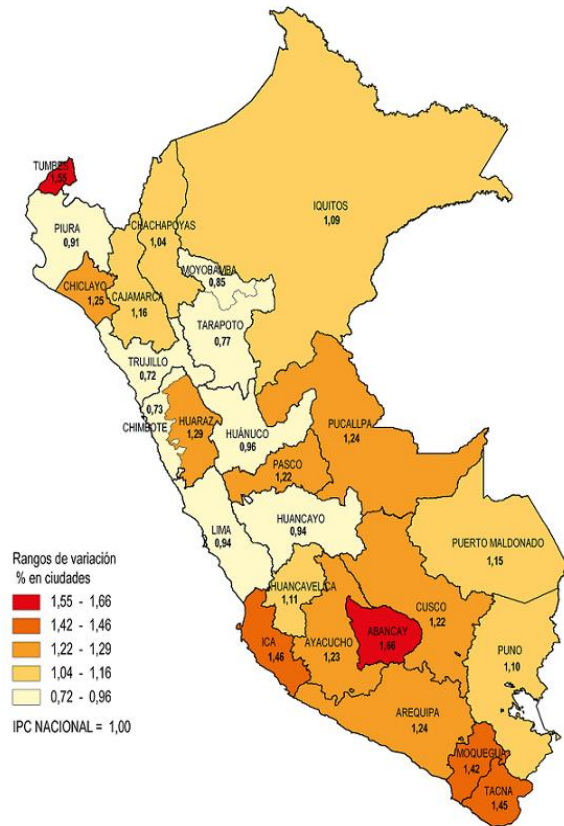 TUMBES
1,55
PIURA
0,91
CHICLAYO
1,25
CAJAMARCA
1,16
CHACHAPOYAS
1,04
IQUITOS
1,09
MOYOBAMBA
0,85
TARAPOTO
0,77
TRUJILLO
0,72
0,73
CHIMBOTE
HUARAZ
1,29
HUÁNUCO
0,96
PUCALLPA
1,24
PASCO
1,22
LIMA
0,94
HUANCAYO
0,94
PUERTO MALDONADO
1,15
HUANCAVELICA
1,11
ICA
1,46
AYACUCHO
1,23
ABANCAY
1,66
CUSCO
1,22
PUNO
1,10
AREQUIPA
1,24
MOQUEGUA
1,42
TACNA
1,45
Rangos de variación
% en ciudades
1,55 - 1,66
1,42 - 1,46
1,22 - 1,29
1,04 - 1,16
0,72 - 0,96
IPC NACIONAL = 1,00